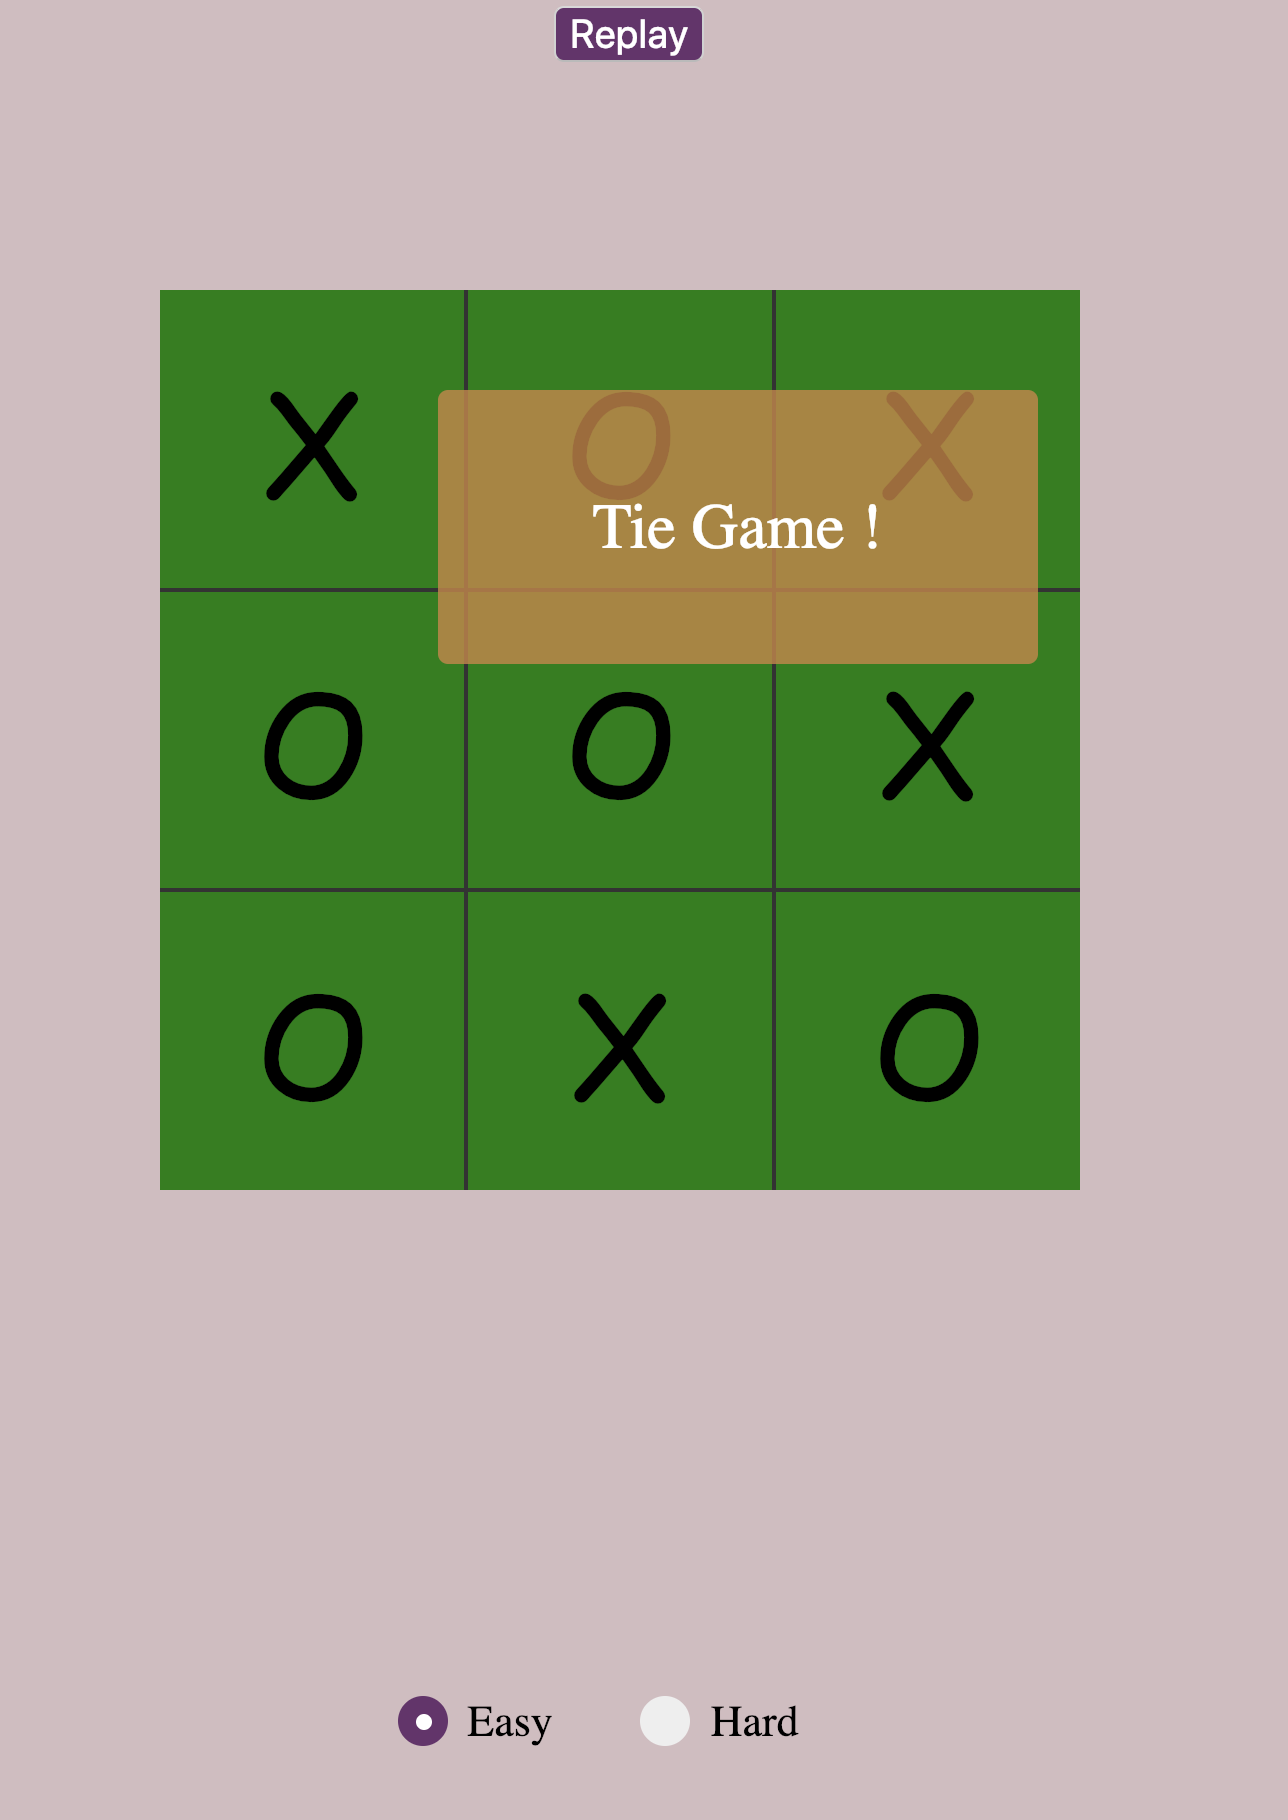 Replay
X O X
Tie Game !
O O X
O X O
Easy Hard